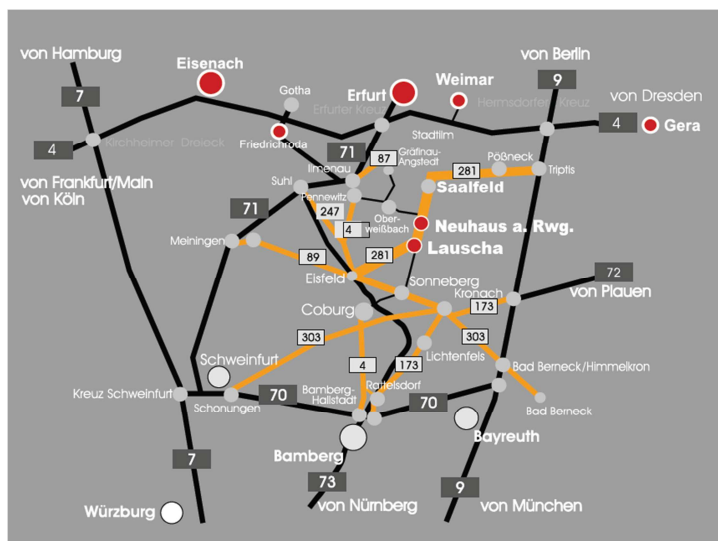 von Hamburg
Eisenach
von Berlin
7
Gotha
Erfurt
Weimar
9
von Dresden
Erfurter Kreuz
Hermsdorfer Kreuz
4
Gera
4
Kirchheimer Dreieck
Friedrichroda
71
Stadtilm
Gräfinau-
Angstedt
87
Ilmenau
281
Pößneck
Triptis
von Frankfurt/Main
von Köln
Suhl
Pennewitz
Saalfeld
71
247
4
Ober-
weißbach
Neuhaus a. Rwg.
Meiningen
89
281
Lauscha
Eisfeld
Sonneberg
Kronach
72
von Plauen
Coburg
173
303
303
Schweinfurt
4
173
Lichtenfels
Bad Berneck/Himmelkron
Kreuz Schweinfurt
Schonungen
70
Bamberg-
Hallstadt
Rattelsdorf
70
Bad Berneck
Bayreuth
7
Bamberg
73
von Nürnberg
9
von München
Würzburg